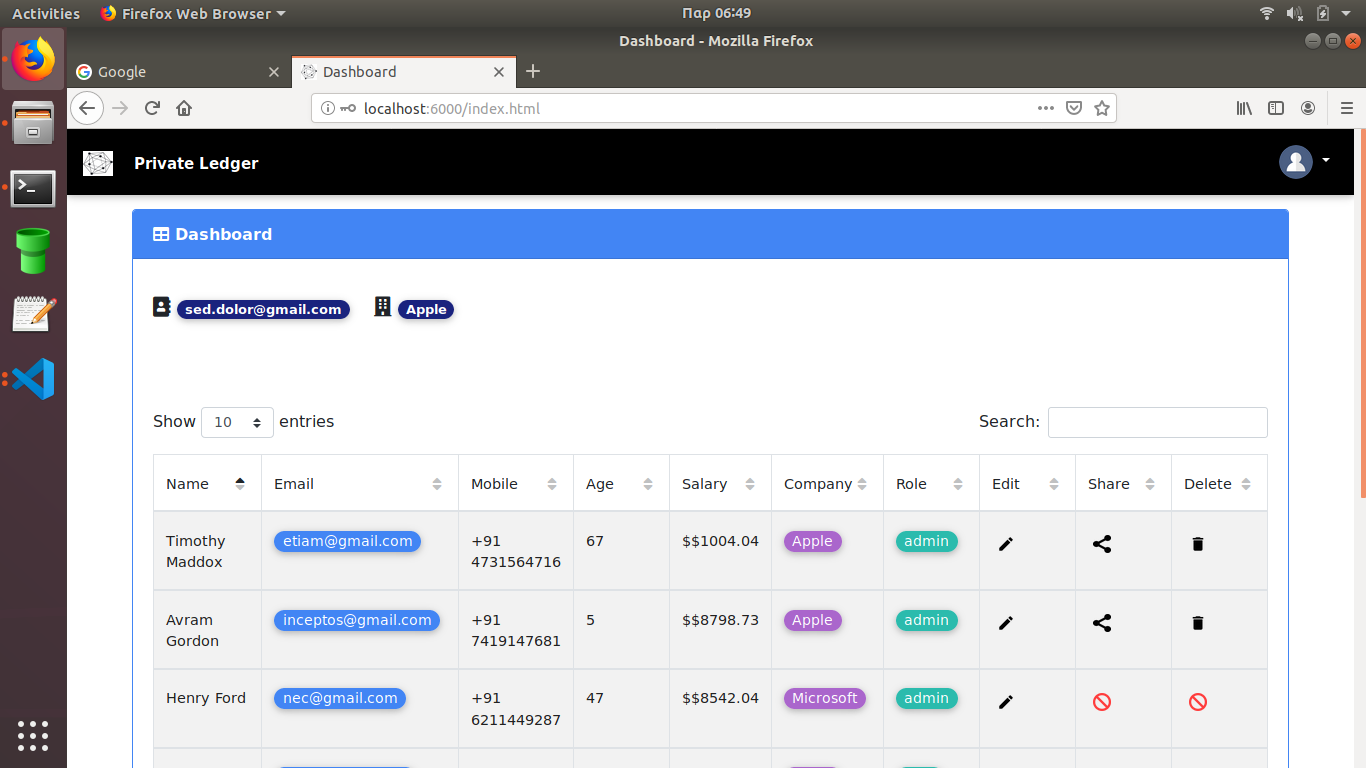 Activities
Firefox Web Browser
Παρ 06:49
Dashboard - Mozilla Firefox
Google
Dashboard
localhost:6000/index.html
Private Ledger
Dashboard
sed.dolor@gmail.com
Apple
Show 10 entries
Search:
Name Email Mobile Age Salary Company Role Edit Share Delete
Timothy etiam@gmail.com +91 67 $$1004.04 Apple admin
Maddox 4731564716
Avram inceptos@gmail.com +91 5 $$8798.73 Apple admin
Gordon 7419147681
Henry Ford nec@gmail.com +91 47 $$8542.04 Microsoft admin
6211449287